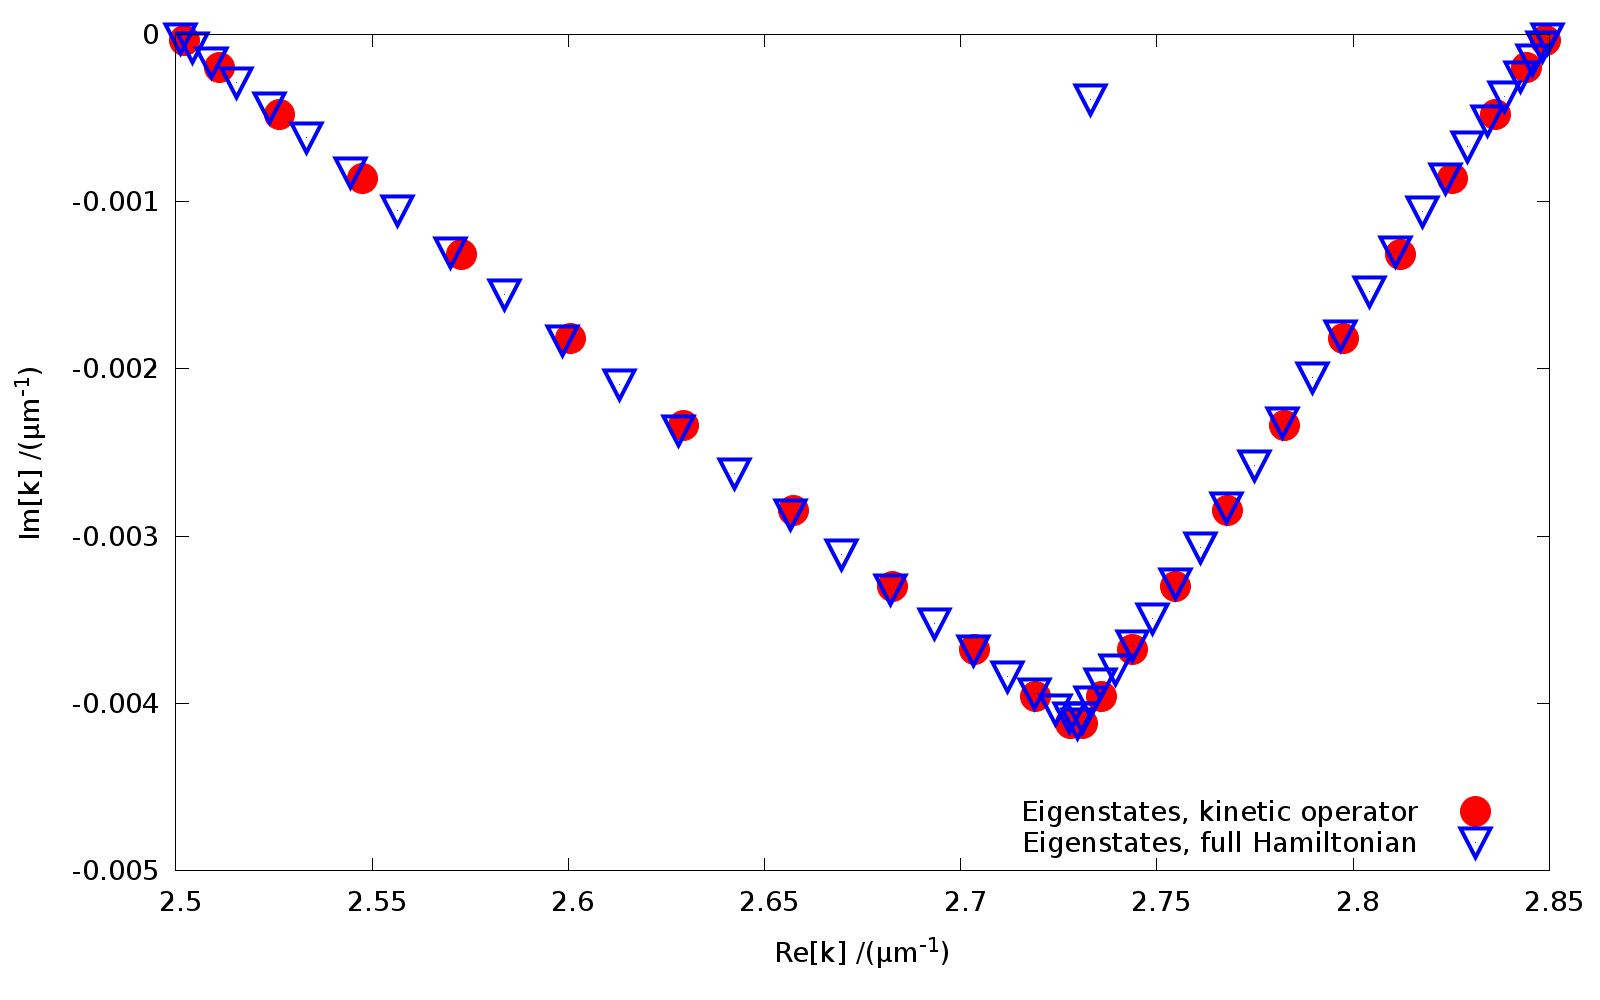 0
-0.001
-0.002
-0.003
-0.004
-0.005
2.5 2.55 2.6 2.65 2.7 2.75 2.8 2.85
Im[k] /(µm⁻¹)
Re[k] /(µm⁻¹)
Eigenstates, kinetic operator
Eigenstates, full Hamiltonian